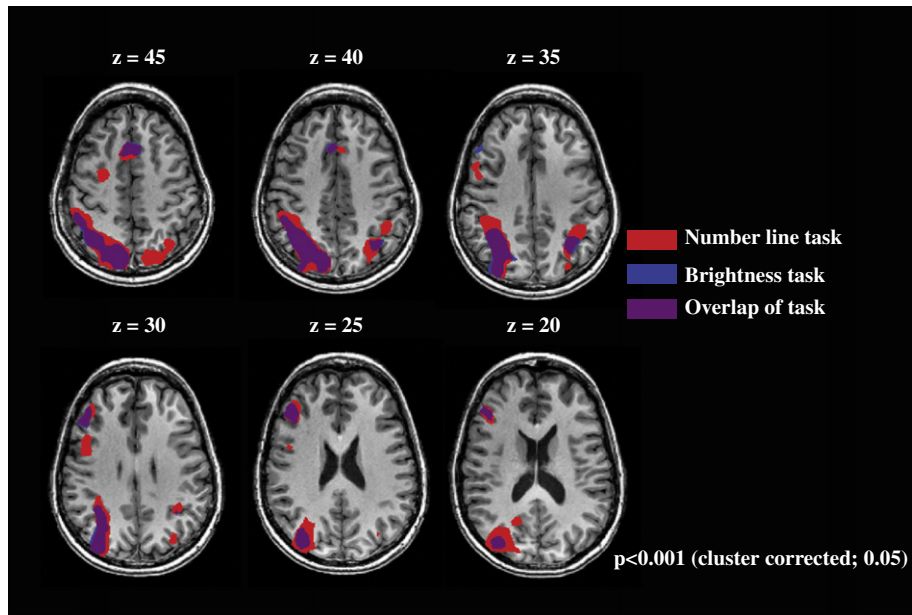 z = 45
z = 40
z = 35
Number line task
Brightness task
Overlap of task
z = 30
z = 25
z = 20
p<0.001 (cluster corrected; 0.05)